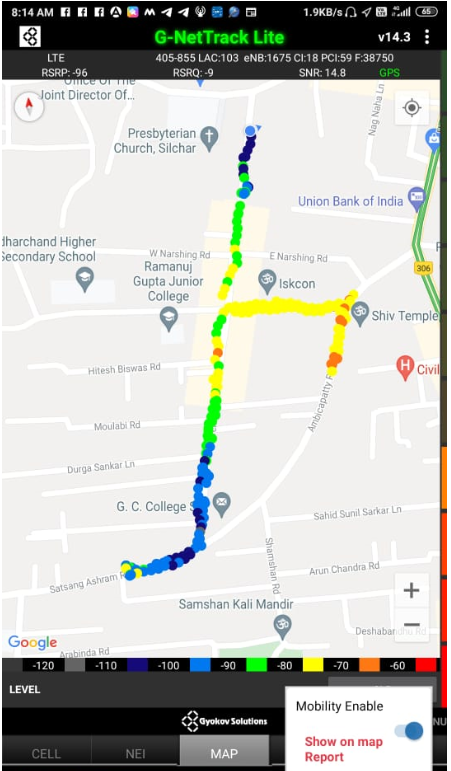 8:14 AM
1.9KB/s
4G
65
G-NetTrack Lite
v14.3
LTE
405-855 LAC:103 eNB:1675 CI:18 PCI:59 F:38750
RSRP: -96
RSRQ: -9
SNR: 14.8
GPS
Office Of The
Joint Director Of...
Nag Naha Ln
Presbyterian
Church, Silchar
Union Bank of India
dharchand Higher
Secondary School
W Narshing Rd
E Narshing Rd
306
Ramanuj
Gupta Junior
College
Iskcon
Shiv Temple
Hitesh Biswas Rd
Civil
Ambicapatty
Moulabi Rd
Durga Sankar Ln
G. C. College S
Sahid Sunil Sarkar Ln
Shamshan Rd
Arun Chandra Rd
Satsang Ashram R
+
−
Samshan Kali Mandir
Deshabandhu Rd
Google
Arabinda Rd
-120 -110 -100 -90 -80 -70 -60
LEVEL
Mobility Enable
Gyokov Solutions
NU
Show on map
Report
CELL
NEI
MAP